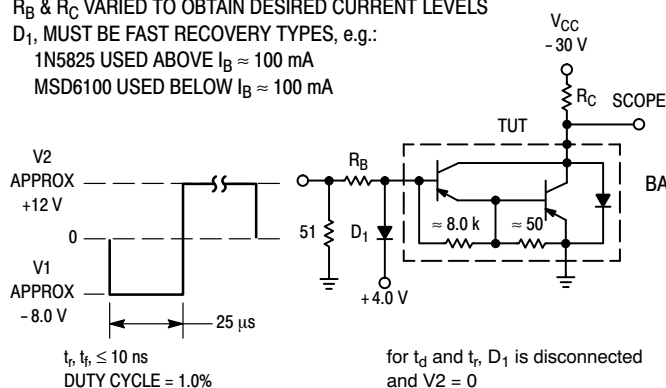 R_B & R_C VARIED TO OBTAIN DESIRED CURRENT LEVELS
D_1, MUST BE FAST RECOVERY TYPES, e.g.:
1N5825 USED ABOVE I_B ≈ 100 mA
MSD6100 USED BELOW I_B ≈ 100 mA
V_CC
- 30 V
R_C
SCOPE
TUT
V2
APPROX
+12 V
0
V1
APPROX
- 8.0 V
25 µs
R_B
51
D_1
+ 4.0 V
≈ 8.0 k
≈ 50
BA
t_r, t_f, ≤ 10 ns
DUTY CYCLE = 1.0%
for t_d and t_r, D_1 is disconnected
and V2 = 0